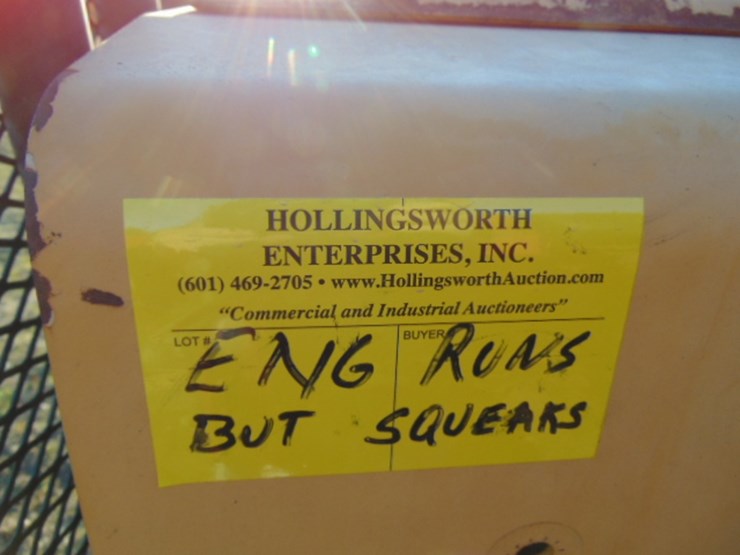 HOLLINGSWORTH
ENTERPRISES, INC.
(601) 469-2705 • www.HollingsworthAuction.com
"Commercial and Industrial Auctioneers"
LOT # BUYER
ENG RUNS
BUT SQUEAKS